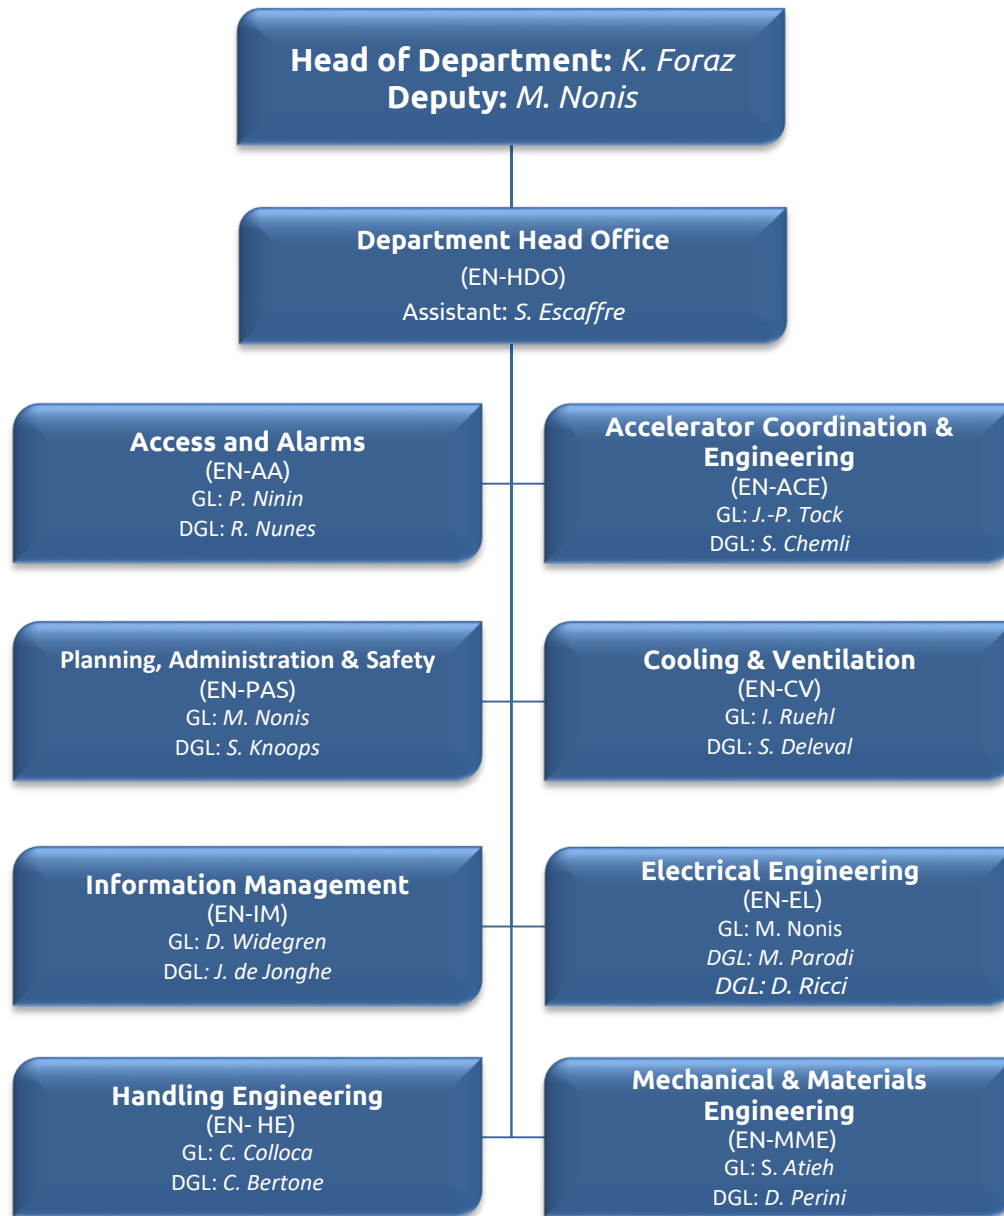 Head of Department: K. Foraz
Deputy: M. Nonis
Department Head Office
(EN-HDO)
Assistant: S. Escaffre
Access and Alarms
(EN-AA)
GL: P. Ninin
DGL: R. Nunes
Accelerator Coordination &
Engineering
(EN-ACE)
GL: J.-P. Tock
DGL: S. Chemli
Planning, Administration & Safety
(EN-PAS)
GL: M. Nonis
DGL: S. Knoops
Cooling & Ventilation
(EN-CV)
GL: I. Ruehl
DGL: S. Deleval
Information Management
(EN-IM)
GL: D. Widegren
DGL: J. de Jonghe
Electrical Engineering
(EN-EL)
GL: M. Nonis
DGL: M. Parodi
DGL: D. Ricci
Handling Engineering
(EN- HE)
GL: C. Colloca
DGL: C. Bertone
Mechanical & Materials
Engineering
(EN-MME)
GL: S. Atieh
DGL: D. Perini